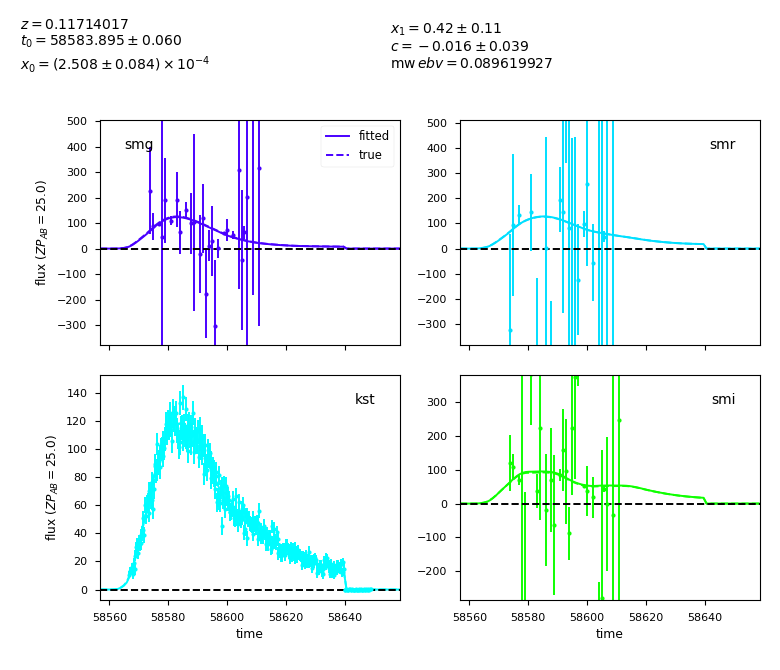 z = 0.11714017
t₀ = 58583.895 ± 0.060
x₀ = (2.508 ± 0.084) × 10⁻⁴
x₁ = 0.42 ± 0.11
c = −0.016 ± 0.039
mw ebv = 0.089619927
smg
fitted
true
500
400
300
200
100
0
−100
−200
−300
flux (ZP_AB = 25.0)
smr
500
400
300
200
100
0
−100
−200
−300
kst
140
120
100
80
60
40
20
0
flux (ZP_AB = 25.0)
58560 58580 58600 58620 58640
time
smi
300
200
100
0
−100
−200
58560 58580 58600 58620 58640
time